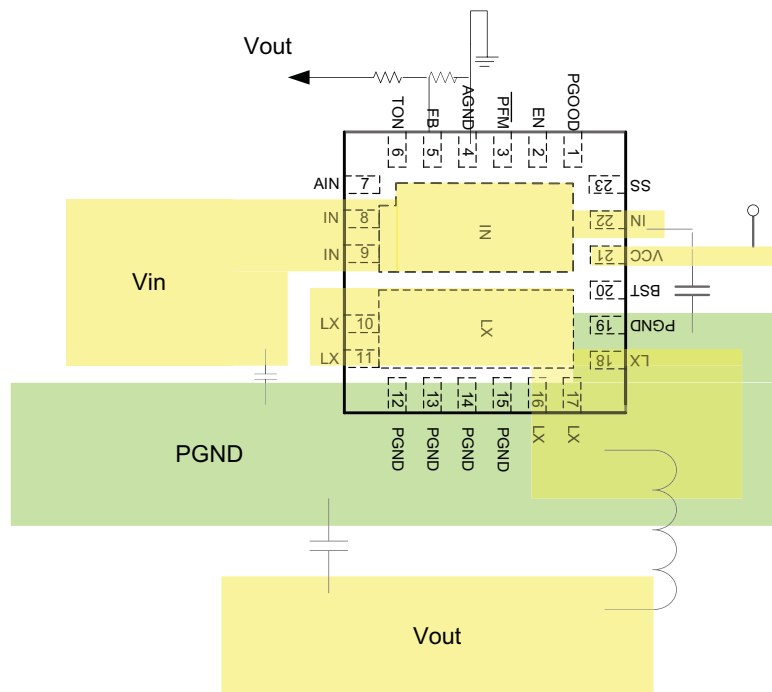 Vout
TON
FB
AGND
PFM
EN
PGOOD
6
5
4
3
2
1
AIN 7
23 SS
IN 8
22 IN
IN
IN 9
21 VCC
Vin
20 BST
LX 10
LX
19 PGND
LX 11
18 LX
12 13 14 15 16 17
PGND
PGND
PGND
PGND
LX
LX
PGND
Vout